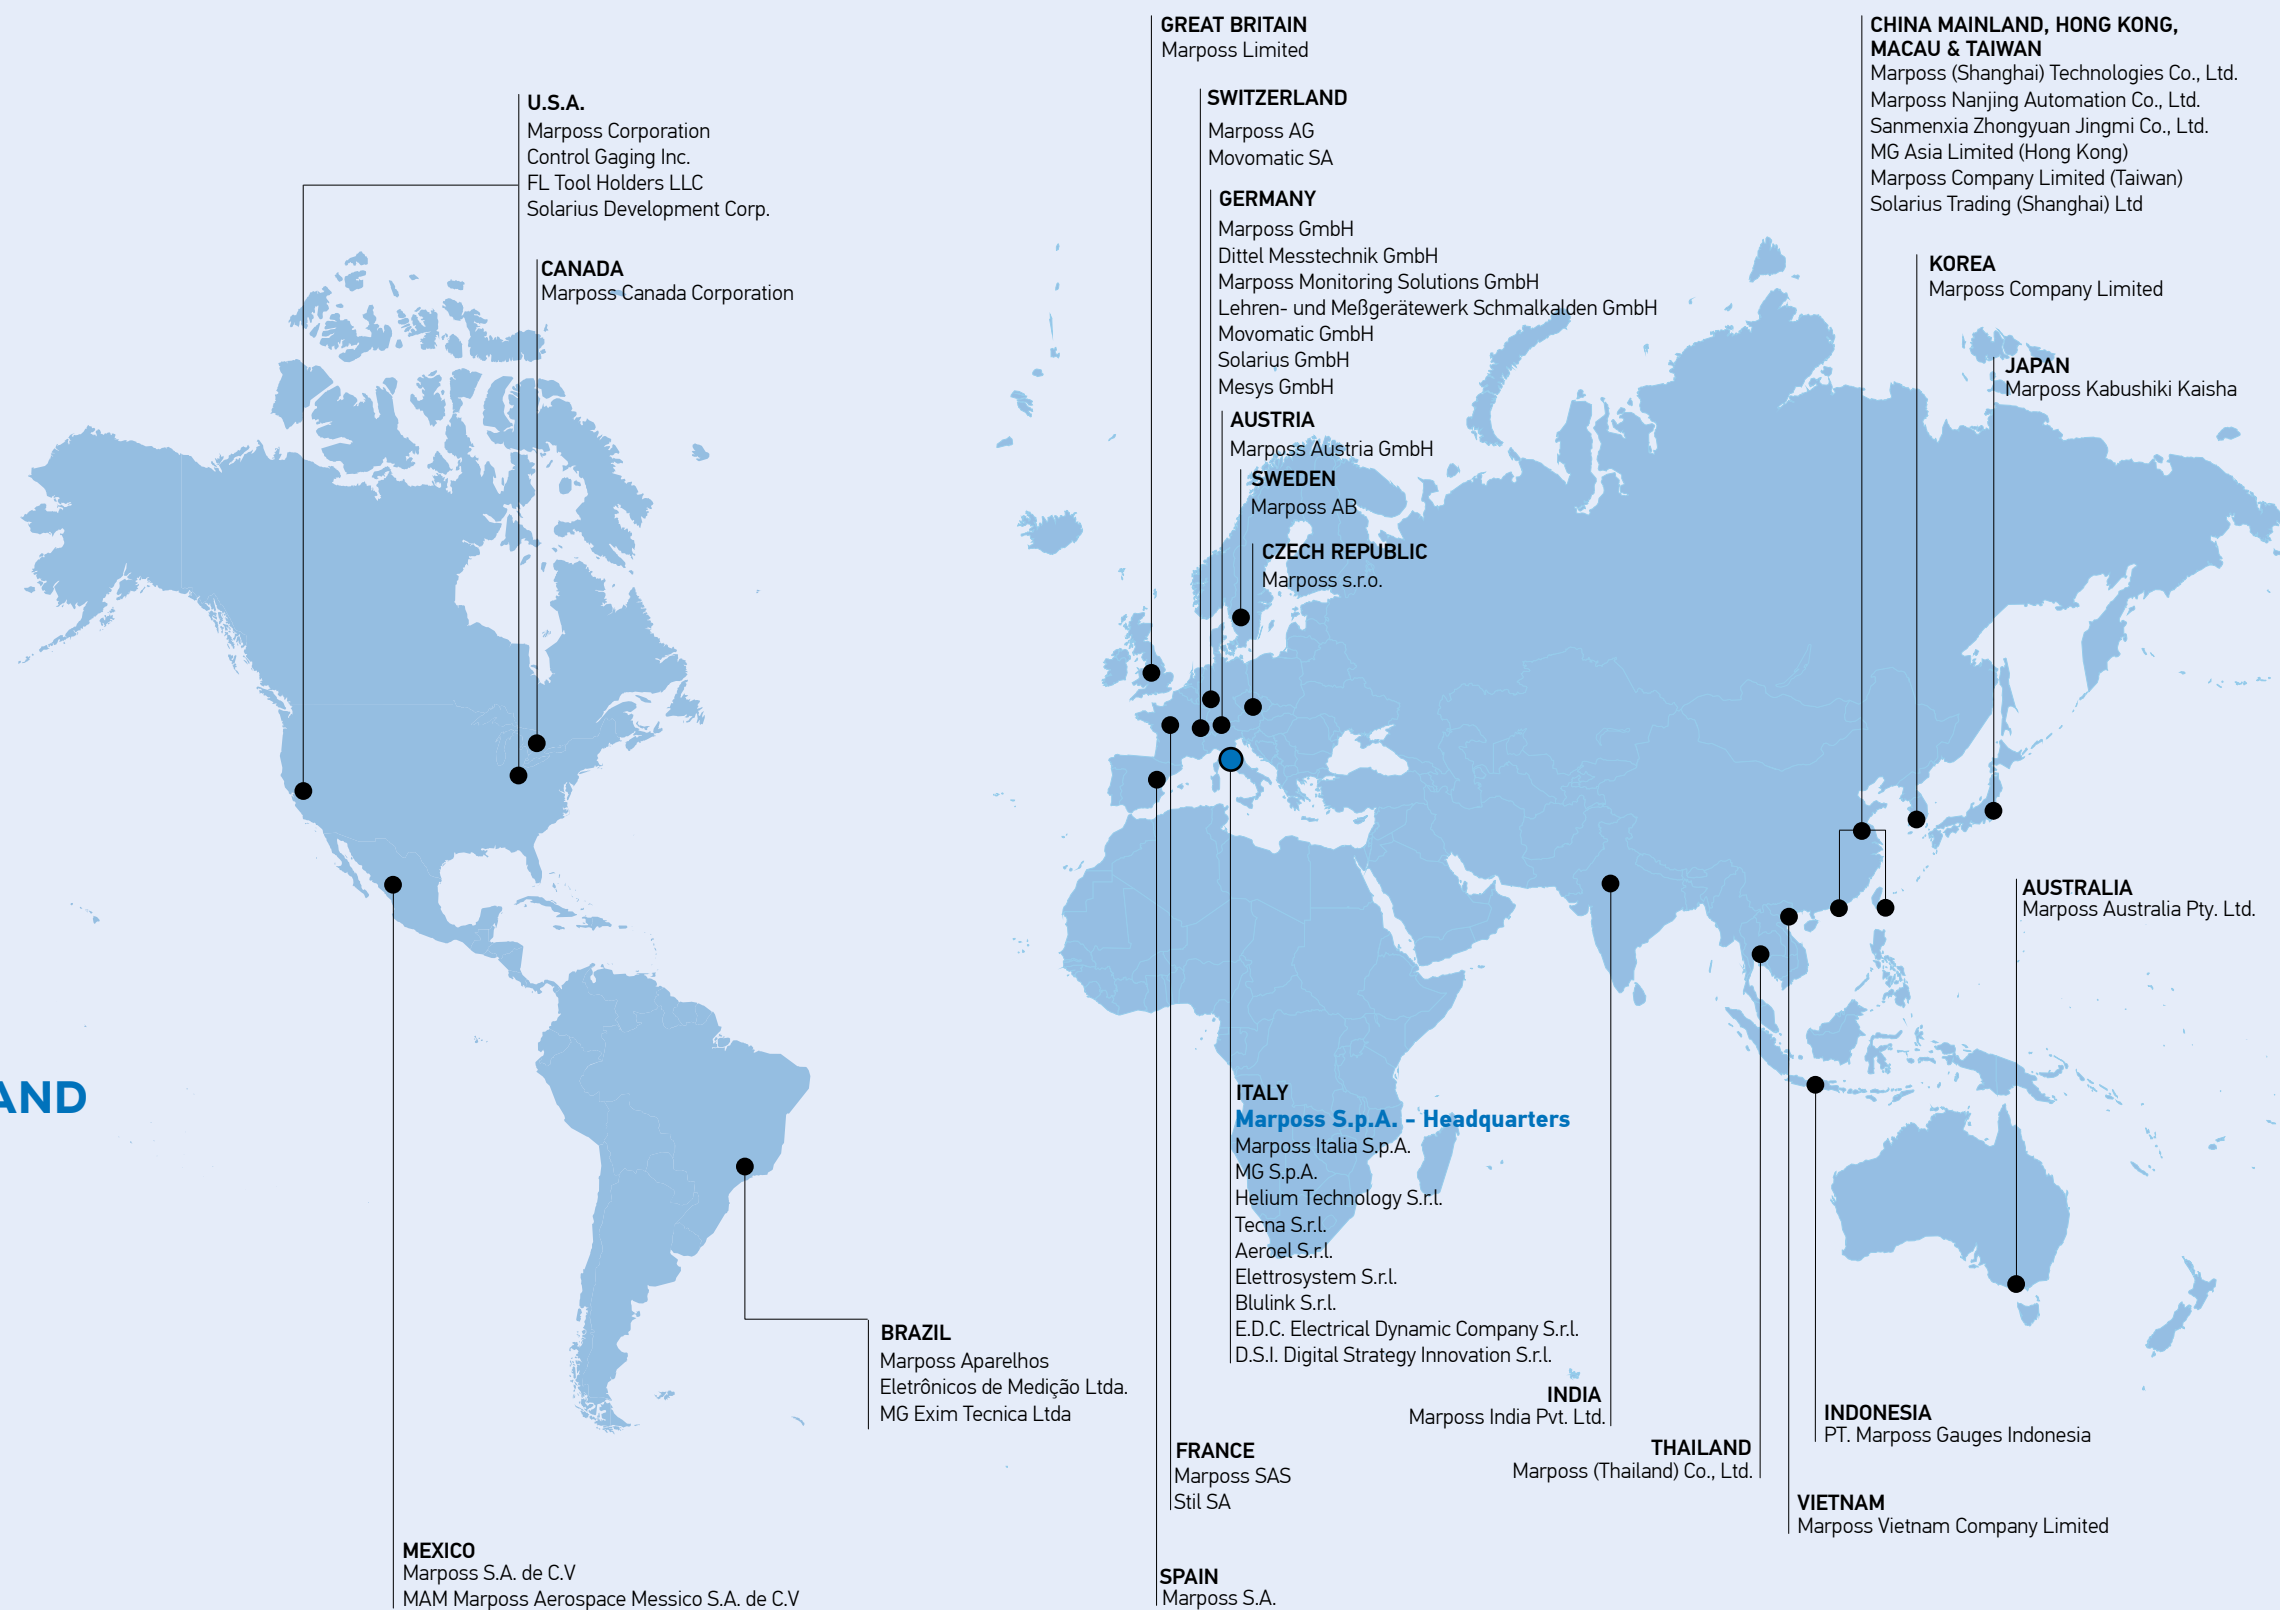 GREAT BRITAIN
Marposs Limited
CHINA MAINLAND, HONG KONG,
MACAU & TAIWAN
Marposs (Shanghai) Technologies Co., Ltd.
Marposs Nanjing Automation Co., Ltd.
Sanmenxia Zhongyuan Jingmi Co., Ltd.
MG Asia Limited (Hong Kong)
Marposs Company Limited (Taiwan)
Solarius Trading (Shanghai) Ltd
U.S.A.
Marposs Corporation
Control Gaging Inc.
FL Tool Holders LLC
Solarius Development Corp.
SWITZERLAND
Marposs AG
Movomatic SA
GERMANY
Marposs GmbH
Dittel Messtechnik GmbH
Marposs Monitoring Solutions GmbH
Lehren- und Meßgerätewerk Schmalkalden GmbH
Movomatic GmbH
Solarius GmbH
Mesys GmbH
CANADA
Marposs Canada Corporation
KOREA
Marposs Company Limited
JAPAN
Marposs Kabushiki Kaisha
AUSTRIA
Marposs Austria GmbH
SWEDEN
Marposs AB
CZECH REPUBLIC
Marposs s.r.o.
AUSTRALIA
Marposs Australia Pty. Ltd.
AND
ITALY
Marposs S.p.A. - Headquarters
Marposs Italia S.p.A.
MG S.p.A.
Helium Technology S.r.l.
Tecna S.r.l.
Aeroel S.r.l.
Elettrosystem S.r.l.
Blulink S.r.l.
E.D.C. Electrical Dynamic Company S.r.l.
D.S.I. Digital Strategy Innovation S.r.l.
BRAZIL
Marposs Aparelhos
Eletrônicos de Medição Ltda.
MG Exim Tecnica Ltda
INDIA
Marposs India Pvt. Ltd.
INDONESIA
PT. Marposs Gauges Indonesia
FRANCE
Marposs SAS
Stil SA
THAILAND
Marposs (Thailand) Co., Ltd.
VIETNAM
Marposs Vietnam Company Limited
MEXICO
Marposs S.A. de C.V
MAM Marposs Aerospace Messico S.A. de C.V
SPAIN
Marposs S.A.